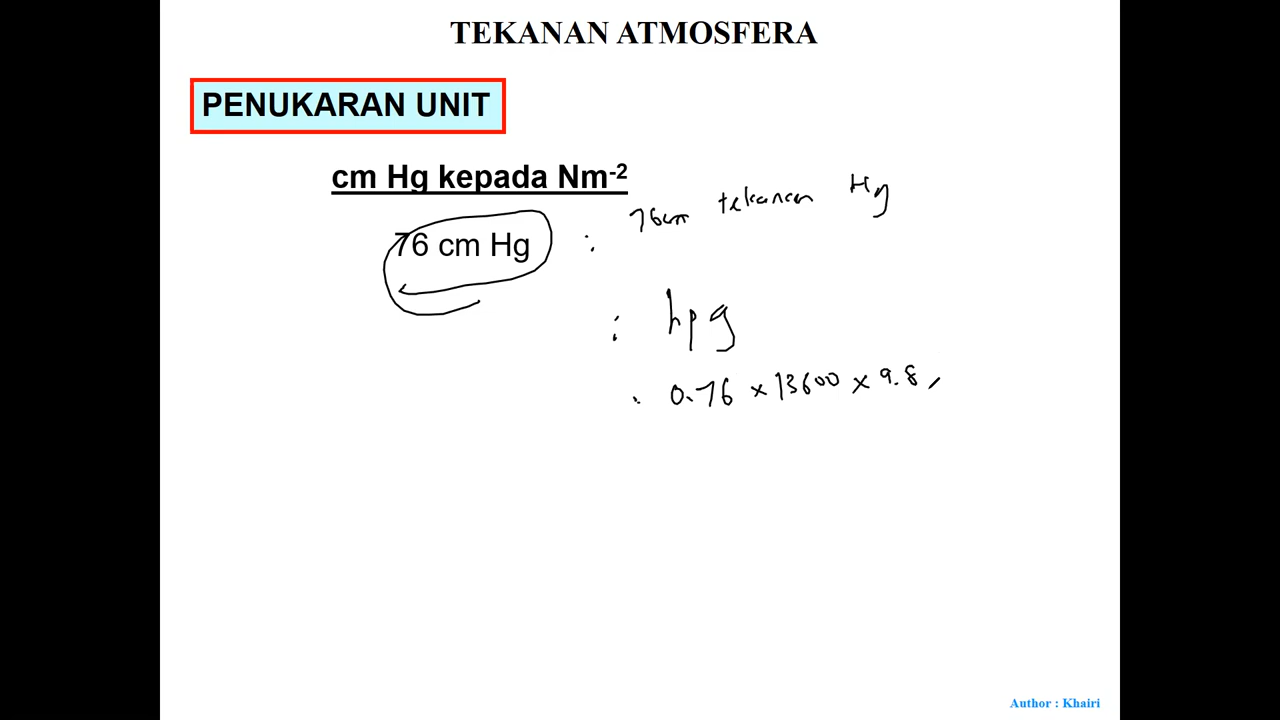 TEKANAN ATMOSFERA
PENUKARAN UNIT
cm Hg kepada Nm⁻²
76 cm Hg : 76cm tekanan Hg
: hρg
: 0.76 × 13600 × 9.81
Author : Khairi